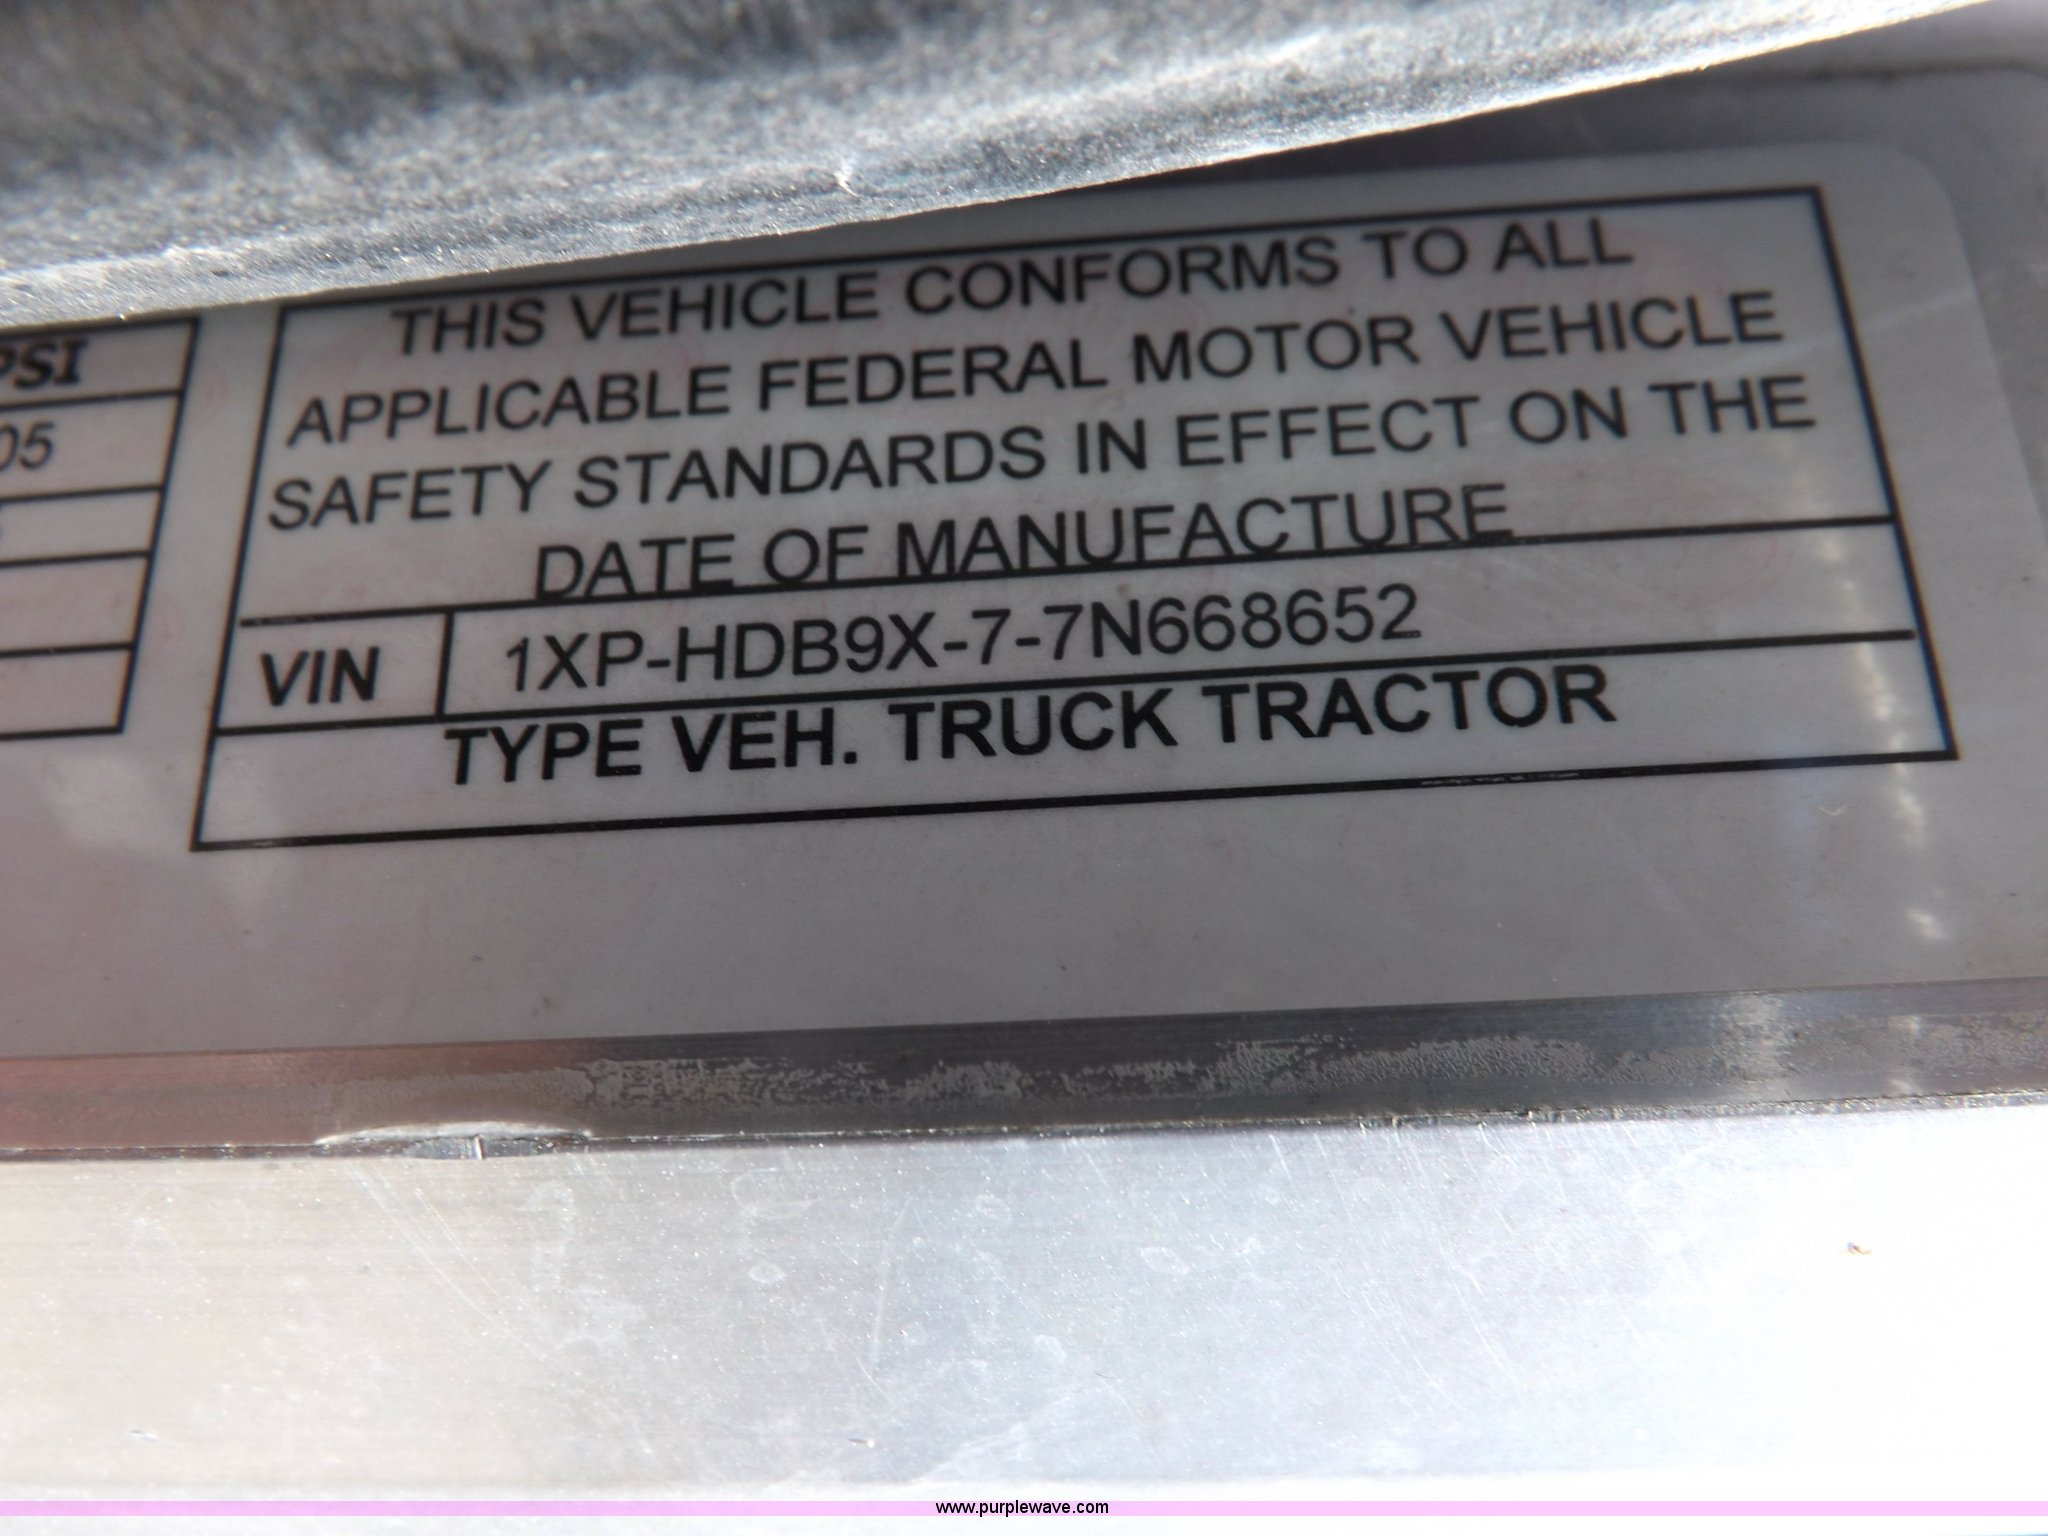 PSI
05
THIS VEHICLE CONFORMS TO ALL
APPLICABLE FEDERAL MOTOR VEHICLE
SAFETY STANDARDS IN EFFECT ON THE
DATE OF MANUFACTURE
VIN 1XP-HDB9X-7-7N668652
TYPE VEH. TRUCK TRACTOR
www.purplewave.com